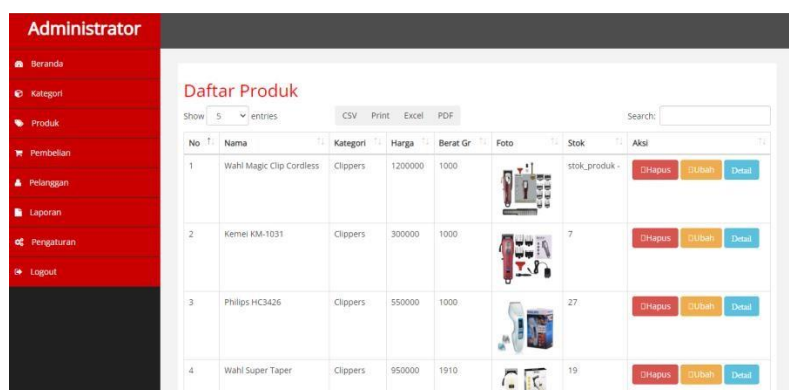 Administrator
Beranda
Kategori
Produk
Pembelian
Pelanggan
Laporan
Pengaturan
Logout
Daftar Produk
Show 5 entries CSV Print Excel PDF Search:
No Nama Kategori Harga Berat Gr Foto Stok Aksi
1 Wahl Magic Clip Cordless Clippers 1200000 1000 stok_produk - Hapus Ubah Detail
2 Kemei KM-1031 Clippers 300000 1000 7 Hapus Ubah Detail
3 Philips HC3426 Clippers 550000 1000 27 Hapus Ubah Detail
4 Wahl Super Taper Clippers 950000 1910 19 Hapus Ubah Detail